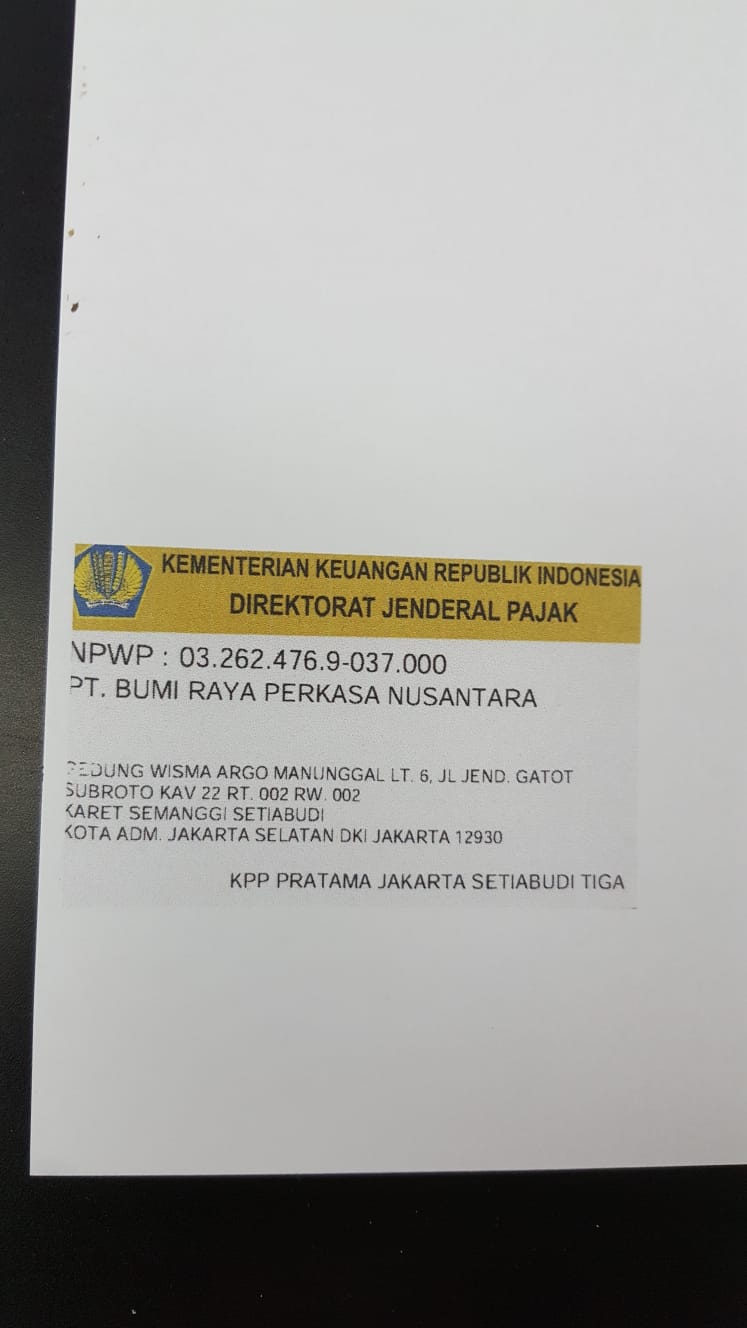 KEMENTERIAN KEUANGAN REPUBLIK INDONESIA
DIREKTORAT JENDERAL PAJAK
NPWP : 03.262.476.9-037.000
PT. BUMI RAYA PERKASA NUSANTARA
GEDUNG WISMA ARGO MANUNGGAL LT. 6, JL JEND. GATOT
SUBROTO KAV 22 RT. 002 RW. 002
KARET SEMANGGI SETIABUDI
KOTA ADM. JAKARTA SELATAN DKI JAKARTA 12930
KPP PRATAMA JAKARTA SETIABUDI TIGA